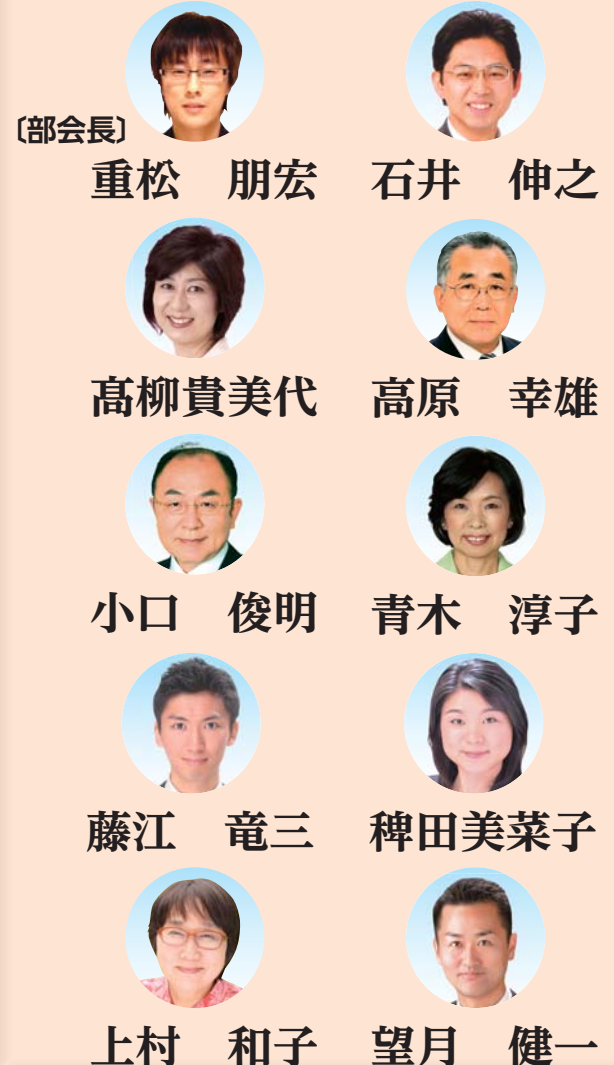 〔部会長〕
重松　朋宏　石井　伸之
髙柳貴美代　高原　幸雄
小口　俊明　青木　淳子
藤江　竜三　稗田美菜子
上村　和子　望月　健一